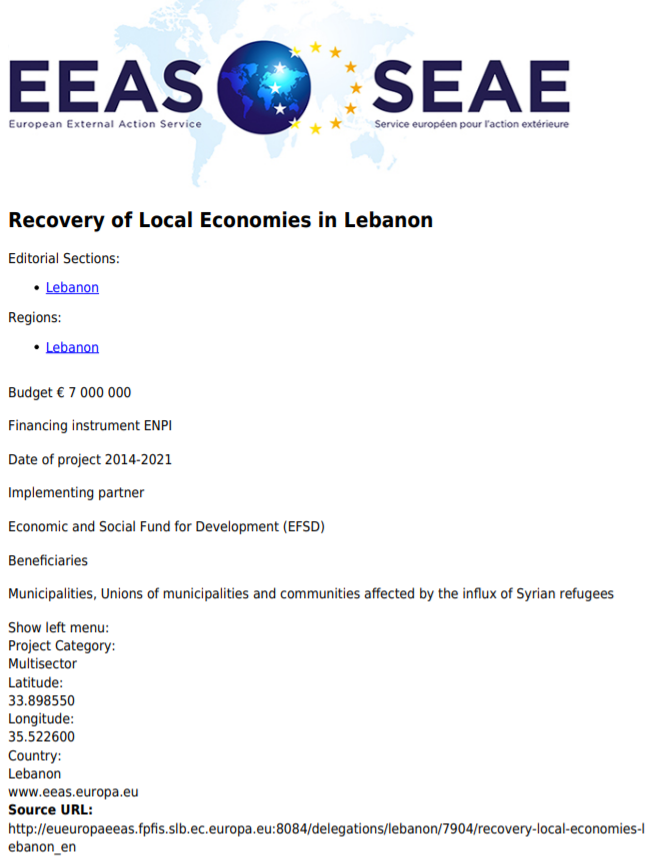 EEAS SEAE
European External Action Service Service européen pour l'action extérieure
Recovery of Local Economies in Lebanon
Editorial Sections:
• Lebanon
Regions:
• Lebanon
Budget € 7 000 000
Financing instrument ENPI
Date of project 2014-2021
Implementing partner
Economic and Social Fund for Development (EFSD)
Beneficiaries
Municipalities, Unions of municipalities and communities affected by the influx of Syrian refugees
Show left menu:
Project Category:
Multisector
Latitude:
33.898550
Longitude:
35.522600
Country:
Lebanon
www.eeas.europa.eu
Source URL:
http://eueuropaeeas.fpfis.slb.ec.europa.eu:8084/delegations/lebanon/7904/recovery-local-economies-l
ebanon_en